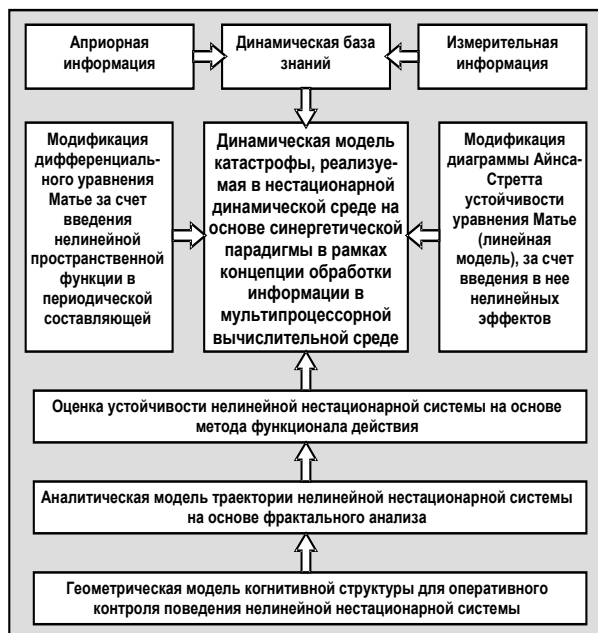 Априорная
информация
Динамическая база
знаний
Измерительная
информация
Модификация
дифференциаль-
ного уравнения
Матье за счет
введения
нелинейной
пространственной
функции в
периодической
составляющей
Динамическая модель
катастрофы, реализуе-
мая в нестационарной
динамической среде на
основе синергетической
парадигмы в рамках
концепции обработки
информации в
мультипроцессорной
вычислительной среде
Модификация
диаграммы Айнса-
Стретта
устойчивости
уравнения Матье
(линейная
модель), за счет
введения в нее
нелинейных
эффектов
Оценка устойчивости нелинейной нестационарной системы на основе
метода функционала действия
Аналитическая модель траектории нелинейной нестационарной системы
на основе фрактального анализа
Геометрическая модель когнитивной структуры для оперативного
контроля поведения нелинейной нестационарной системы